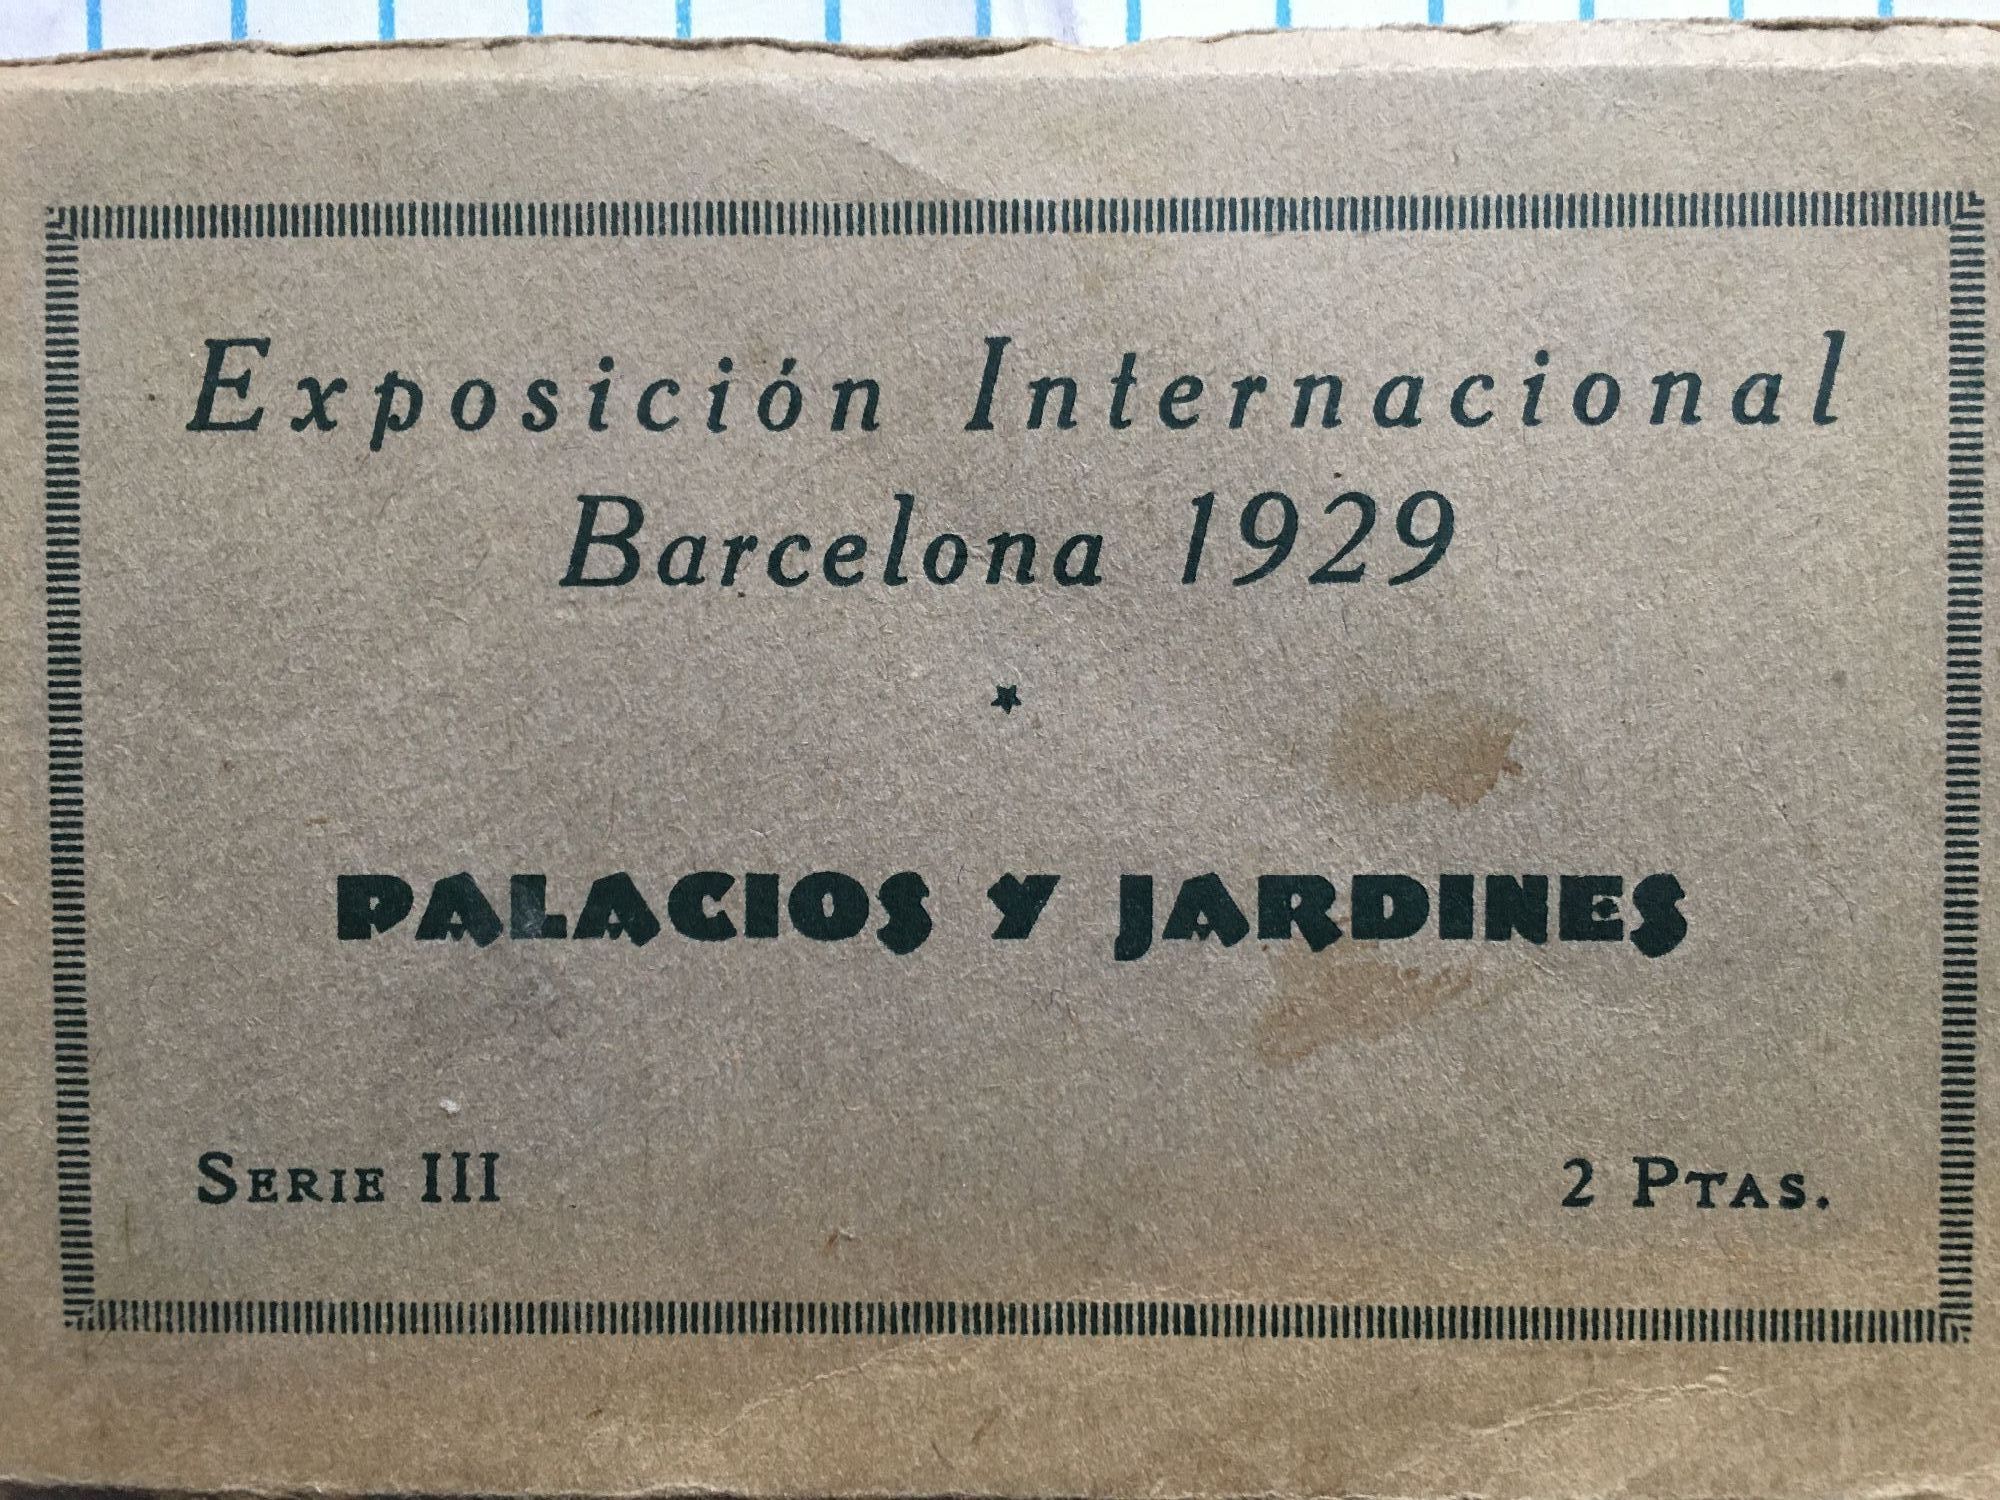 Exposición Internacional
Barcelona 1929
PALACIOS Y JARDINES
SERIE III
2 PTAS.